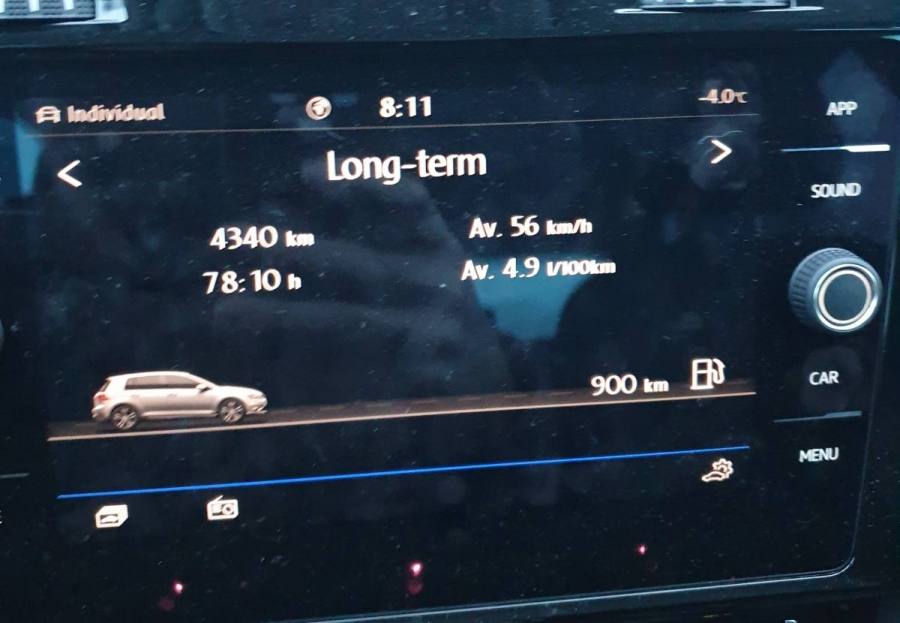 Individual 8:11 -4.0°C
APP
Long-term
SOUND
4340 km Av. 56 km/h
78:10 h Av. 4.9 l/100km
900 km
CAR
MENU